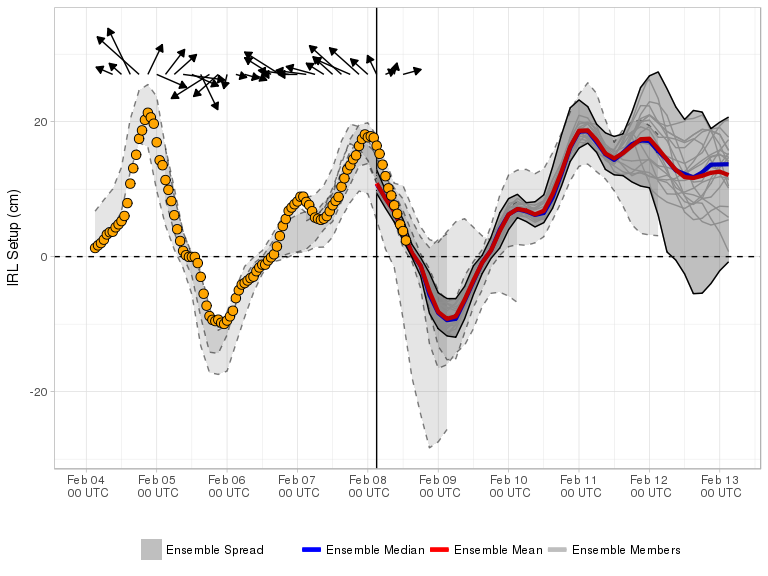 IRL Setup (cm)
20
0
-20
Feb 04 Feb 05 Feb 06 Feb 07 Feb 08 Feb 09 Feb 10 Feb 11 Feb 12 Feb 13
00 UTC 00 UTC 00 UTC 00 UTC 00 UTC 00 UTC 00 UTC 00 UTC 00 UTC 00 UTC
Ensemble Spread Ensemble Median Ensemble Mean Ensemble Members